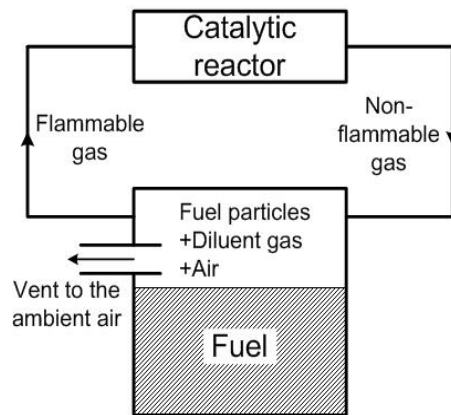 Catalytic
reactor
Flammable
gas
Non-
flammable
gas
Fuel particles
+Diluent gas
+Air
Vent to the
ambient air
Fuel